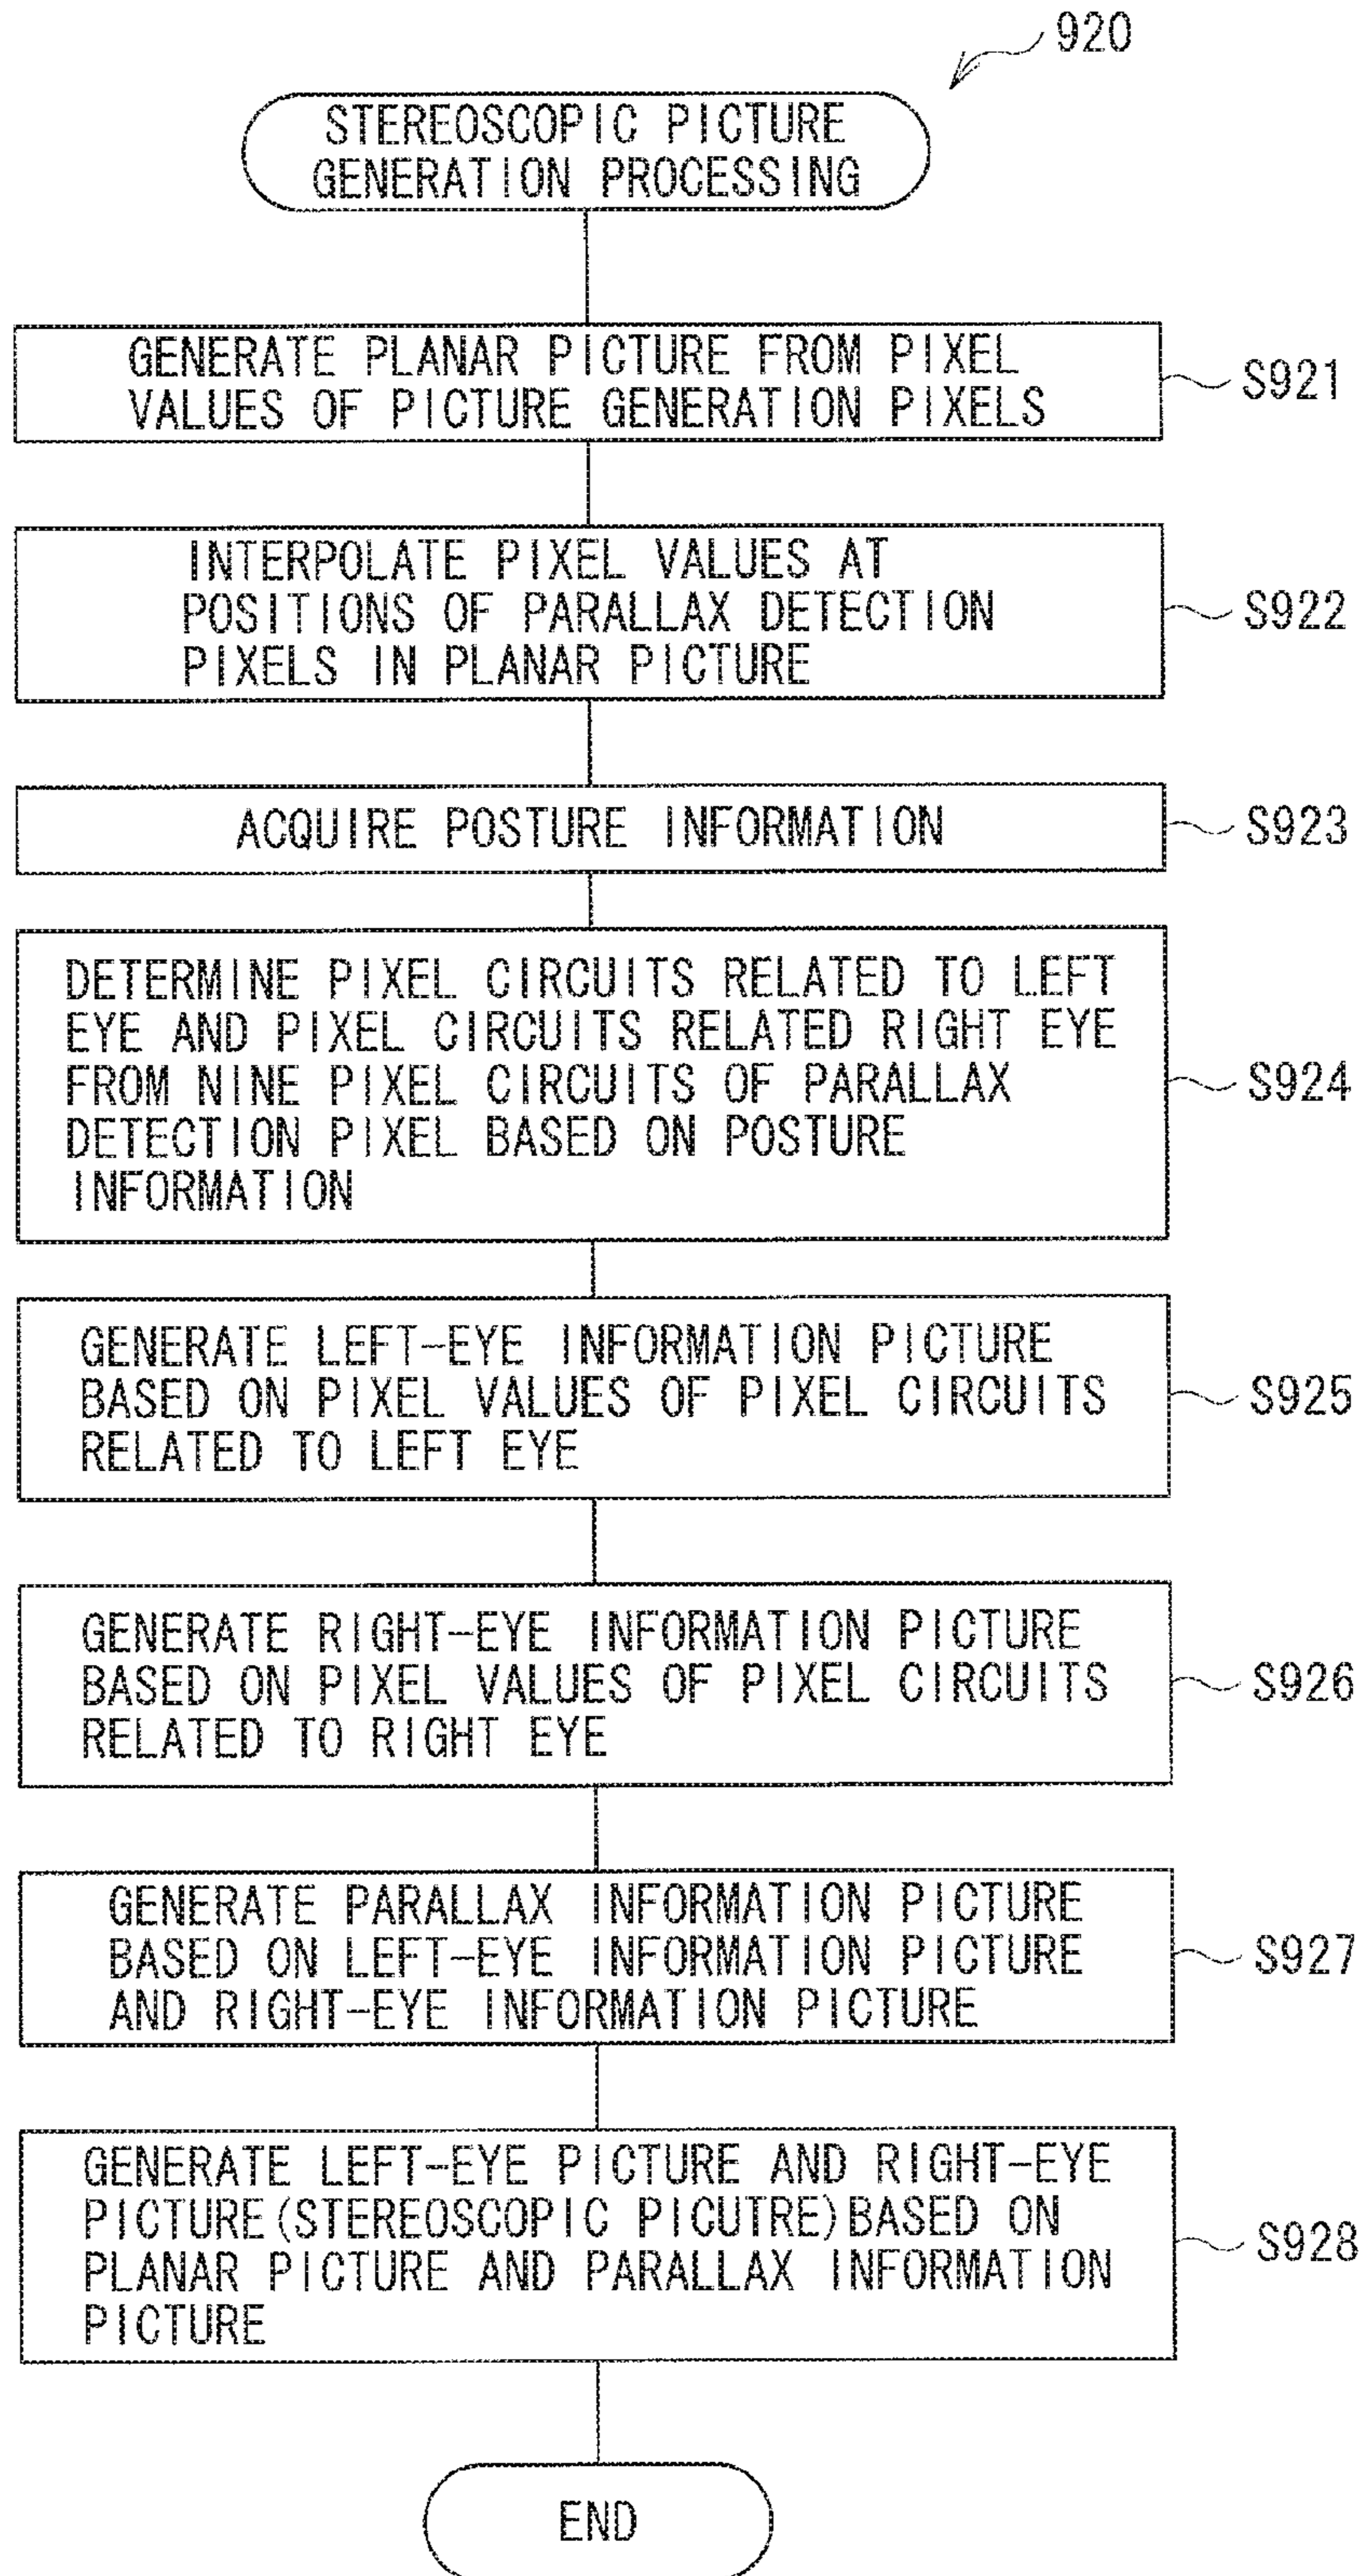 920
STEREOSCOPIC PICTURE
GENERATION PROCESSING
GENERATE PLANAR PICTURE FROM PIXEL
VALUES OF PICTURE GENERATION PIXELS
S921
INTERPOLATE PIXEL VALUES AT
POSITIONS OF PARALLAX DETECTION
PIXELS IN PLANAR PICTURE
S922
ACQUIRE POSTURE INFORMATION
S923
DETERMINE PIXEL CIRCUITS RELATED TO LEFT
EYE AND PIXEL CIRCUITS RELATED RIGHT EYE
FROM NINE PIXEL CIRCUITS OF PARALLAX
DETECTION PIXEL BASED ON POSTURE
INFORMATION
S924
GENERATE LEFT-EYE INFORMATION PICTURE
BASED ON PIXEL VALUES OF PIXEL CIRCUITS
RELATED TO LEFT EYE
S925
GENERATE RIGHT-EYE INFORMATION PICTURE
BASED ON PIXEL VALUES OF PIXEL CIRCUITS
RELATED TO RIGHT EYE
S926
GENERATE PARALLAX INFORMATION PICTURE
BASED ON LEFT-EYE INFORMATION PICTURE
AND RIGHT-EYE INFORMATION PICTURE
S927
GENERATE LEFT-EYE PICTURE AND RIGHT-EYE
PICTURE(STEREOSCOPIC PICUTRE)BASED ON
PLANAR PICTURE AND PARALLAX INFORMATION
PICTURE
S928
END